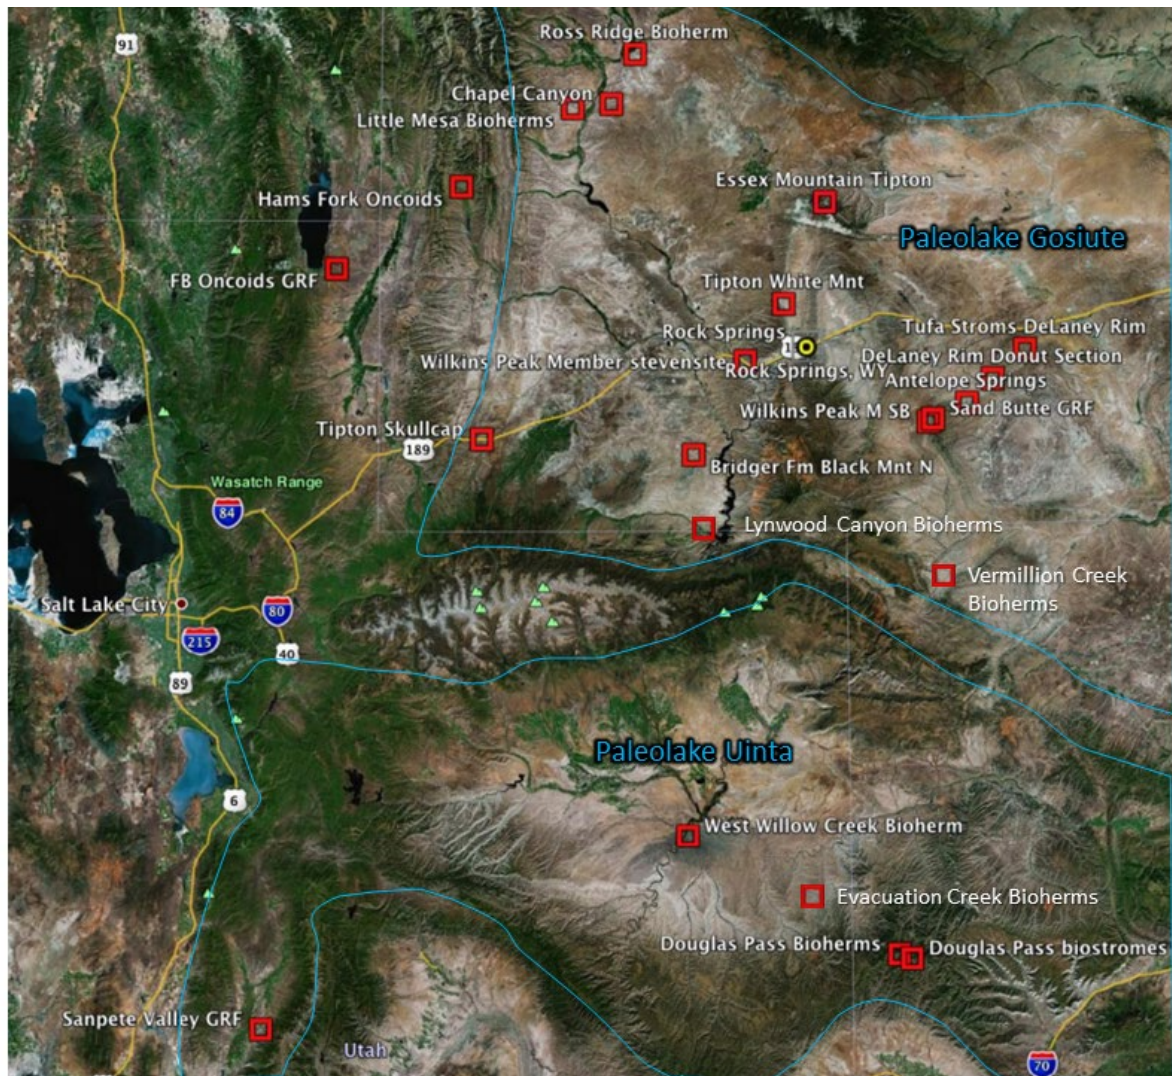 91
Ross Ridge Bioherm
Chapel Canyon
Little Mesa Bioherms
Hams Fork Oncoids
Essex Mountain Tipton
Paleolake Gosiute
FB Oncoids GRF
Tipton White Mnt
Rock Springs
Tufa Stroms DeLaney Rim
Wilkins Peak Member stevensite
Rock Springs, WY
DeLaney Rim Donut Section
Antelope Springs
Wilkins Peak M SB
Sand Butte GRF
Tipton Skullcap
189
Bridger Fm Black Mnt N
Wasatch Range
84
Lynwood Canyon Bioherms
Vermillion Creek
Bioherms
Salt Lake City
80
215
40
89
Paleolake Uinta
6
West Willow Creek Bioherm
Evacuation Creek Bioherms
Douglas Pass Bioherms
Douglas Pass biostromes
Sanpete Valley GRF
Utah
70